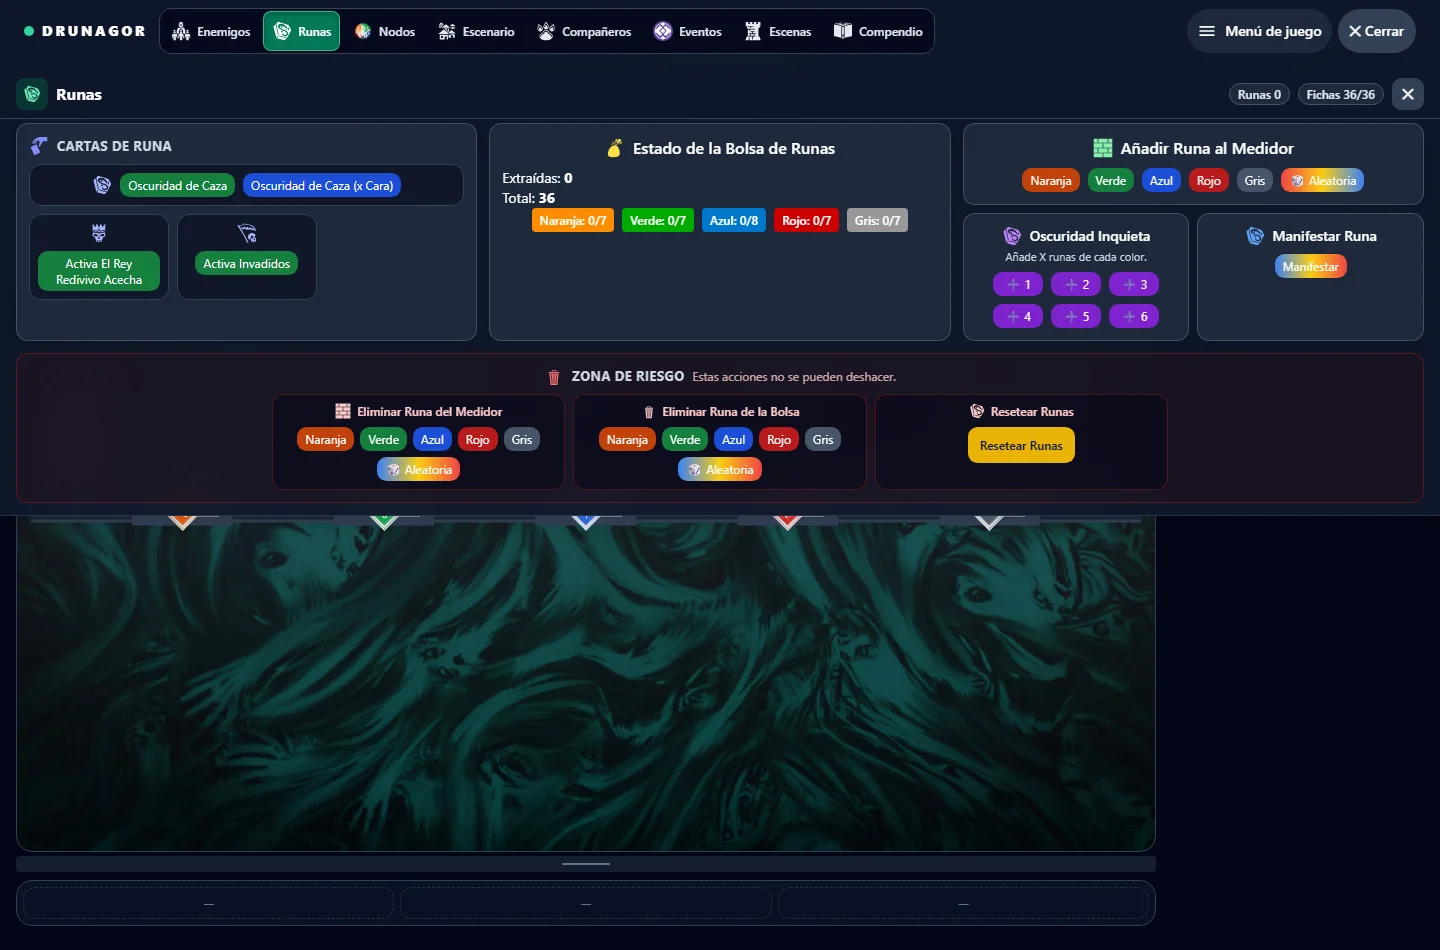 DRUNAGOR
Enemigos
Runas
Nodos
Escenario
Compañeros
Eventos
Escenas
Compendio
Menú de juego
Cerrar
Runas
Runas 0
Fichas 36/36
CARTAS DE RUNA
Oscuridad de Caza
Oscuridad de Caza (x Cara)
Activa El Rey
Redivivo Acecha
Activa Invadidos
Estado de la Bolsa de Runas
Extraídas: 0
Total: 36
Naranja: 0/7
Verde: 0/7
Azul: 0/8
Rojo: 0/7
Gris: 0/7
Añadir Runa al Medidor
Naranja
Verde
Azul
Rojo
Gris
Aleatoria
Oscuridad Inquieta
Añade X runas de cada color.
+ 1
+ 2
+ 3
+ 4
+ 5
+ 6
Manifestar Runa
Manifestar
ZONA DE RIESGO Estas acciones no se pueden deshacer.
Eliminar Runa del Medidor
Naranja
Verde
Azul
Rojo
Gris
Aleatoria
Eliminar Runa de la Bolsa
Naranja
Verde
Azul
Rojo
Gris
Aleatoria
Resetear Runas
Resetear Runas
—
—
—